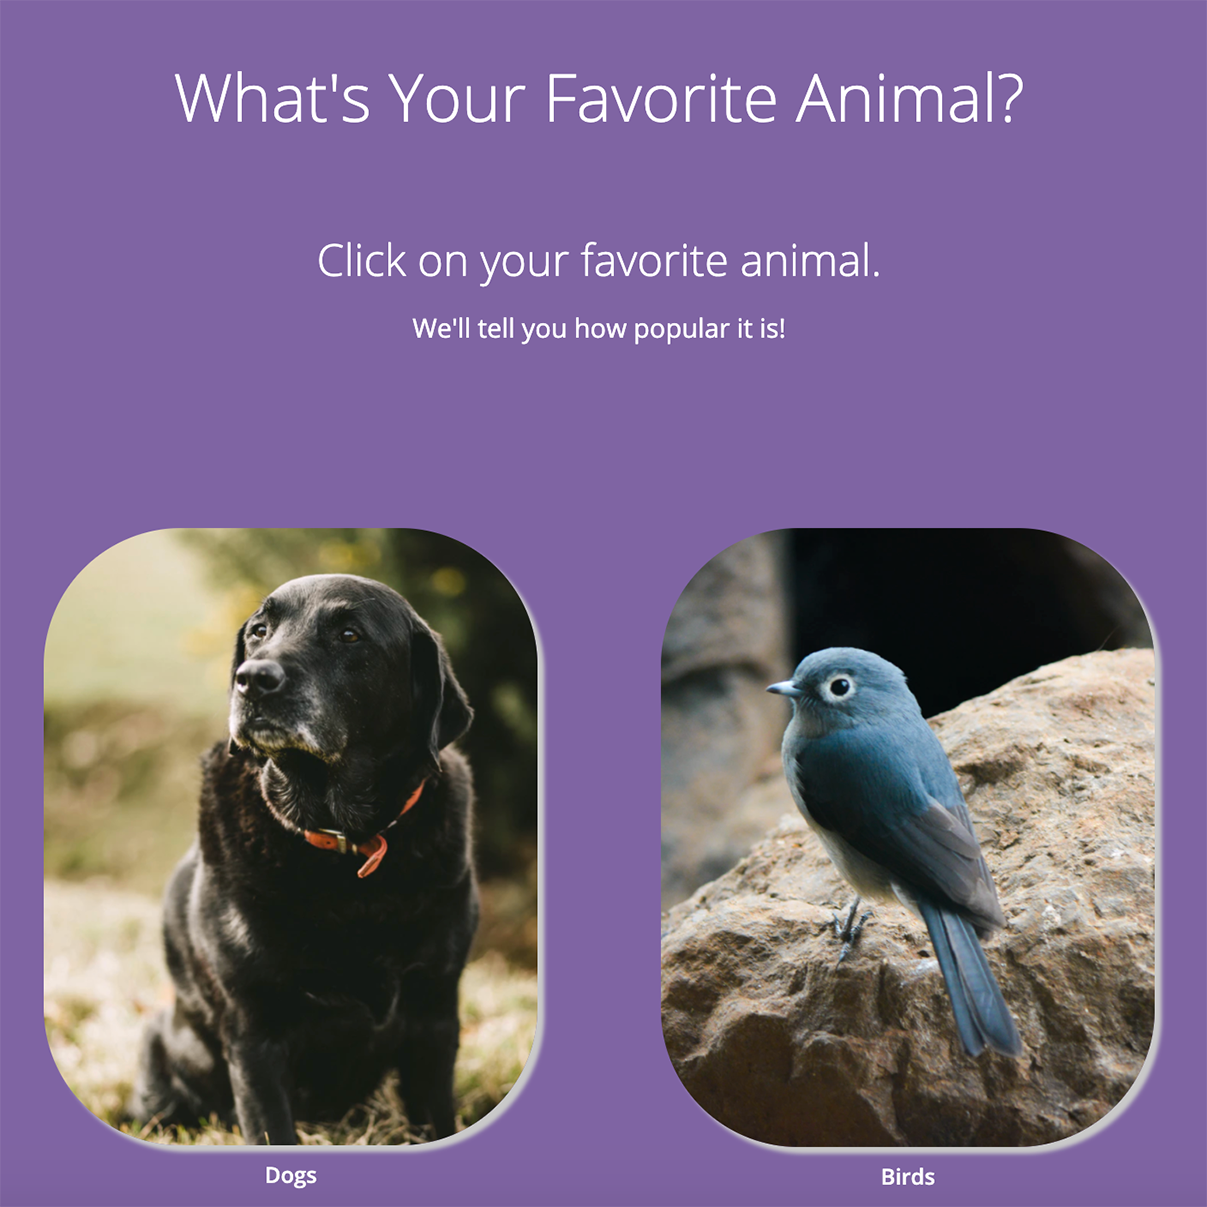 What's Your Favorite Animal?
Click on your favorite animal.
We'll tell you how popular it is!
Dogs
Birds